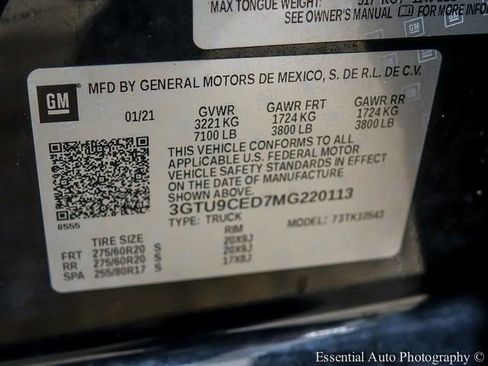 MAX TONGUE WEIGHT:
SEE OWNER'S MANUAL FOR MORE INFOR
GM
MFD BY GENERAL MOTORS DE MEXICO, S. DE R.L. DE C.V.
01/21 GVWR GAWR FRT GAWR RR
3221 KG 1724 KG 1724 KG
7100 LB 3800 LB 3800 LB
THIS VEHICLE CONFORMS TO ALL
APPLICABLE U.S. FEDERAL MOTOR
VEHICLE SAFETY STANDARDS IN EFFECT
ON THE DATE OF MANUFACTURE
SHOWN ABOVE.
3GTU9CED7MG220113
8555 TYPE: TRUCK MODEL: 73TK10543
TIRE SIZE RIM
FRT 275/60R20 S 20X9J
RR 275/60R20 S 20X9J
SPA 255/80R17 S 17X8J
Essential Auto Photography ©